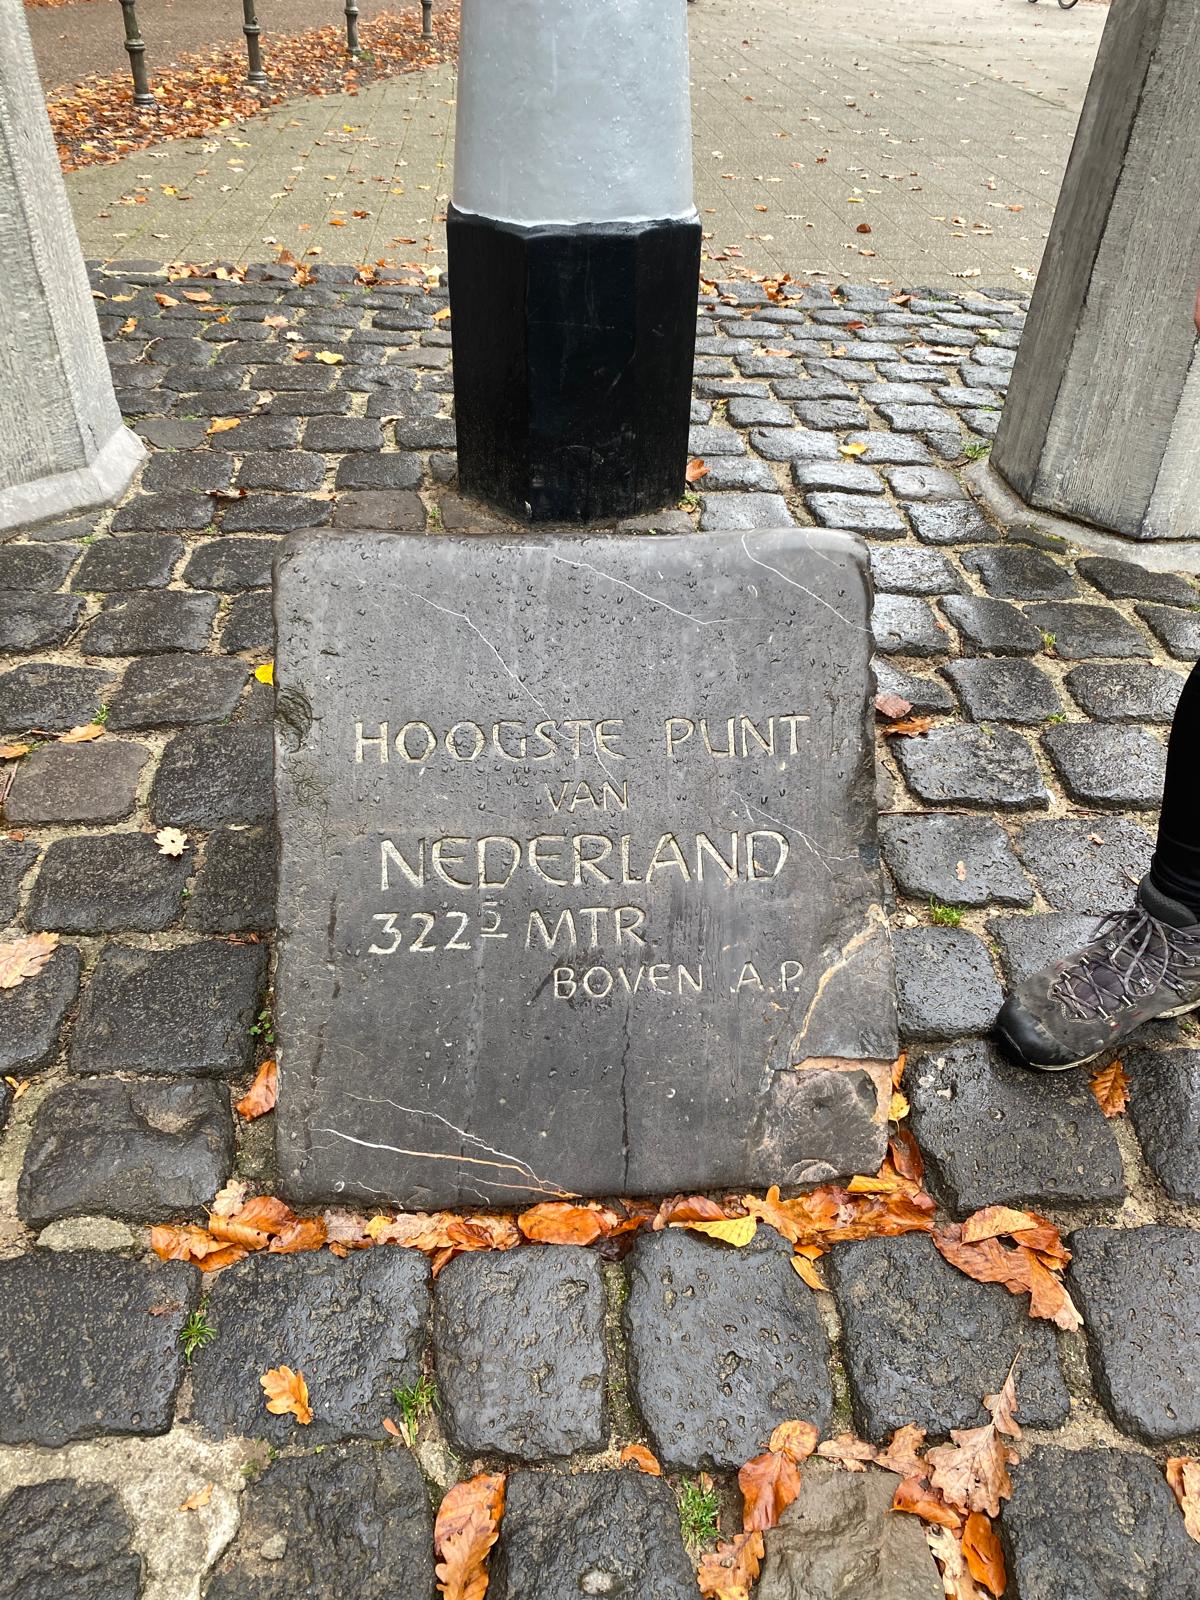 HOOGSTE PUNT
VAN
NEDERLAND
322⁵ MTR.
BOVEN A.P.